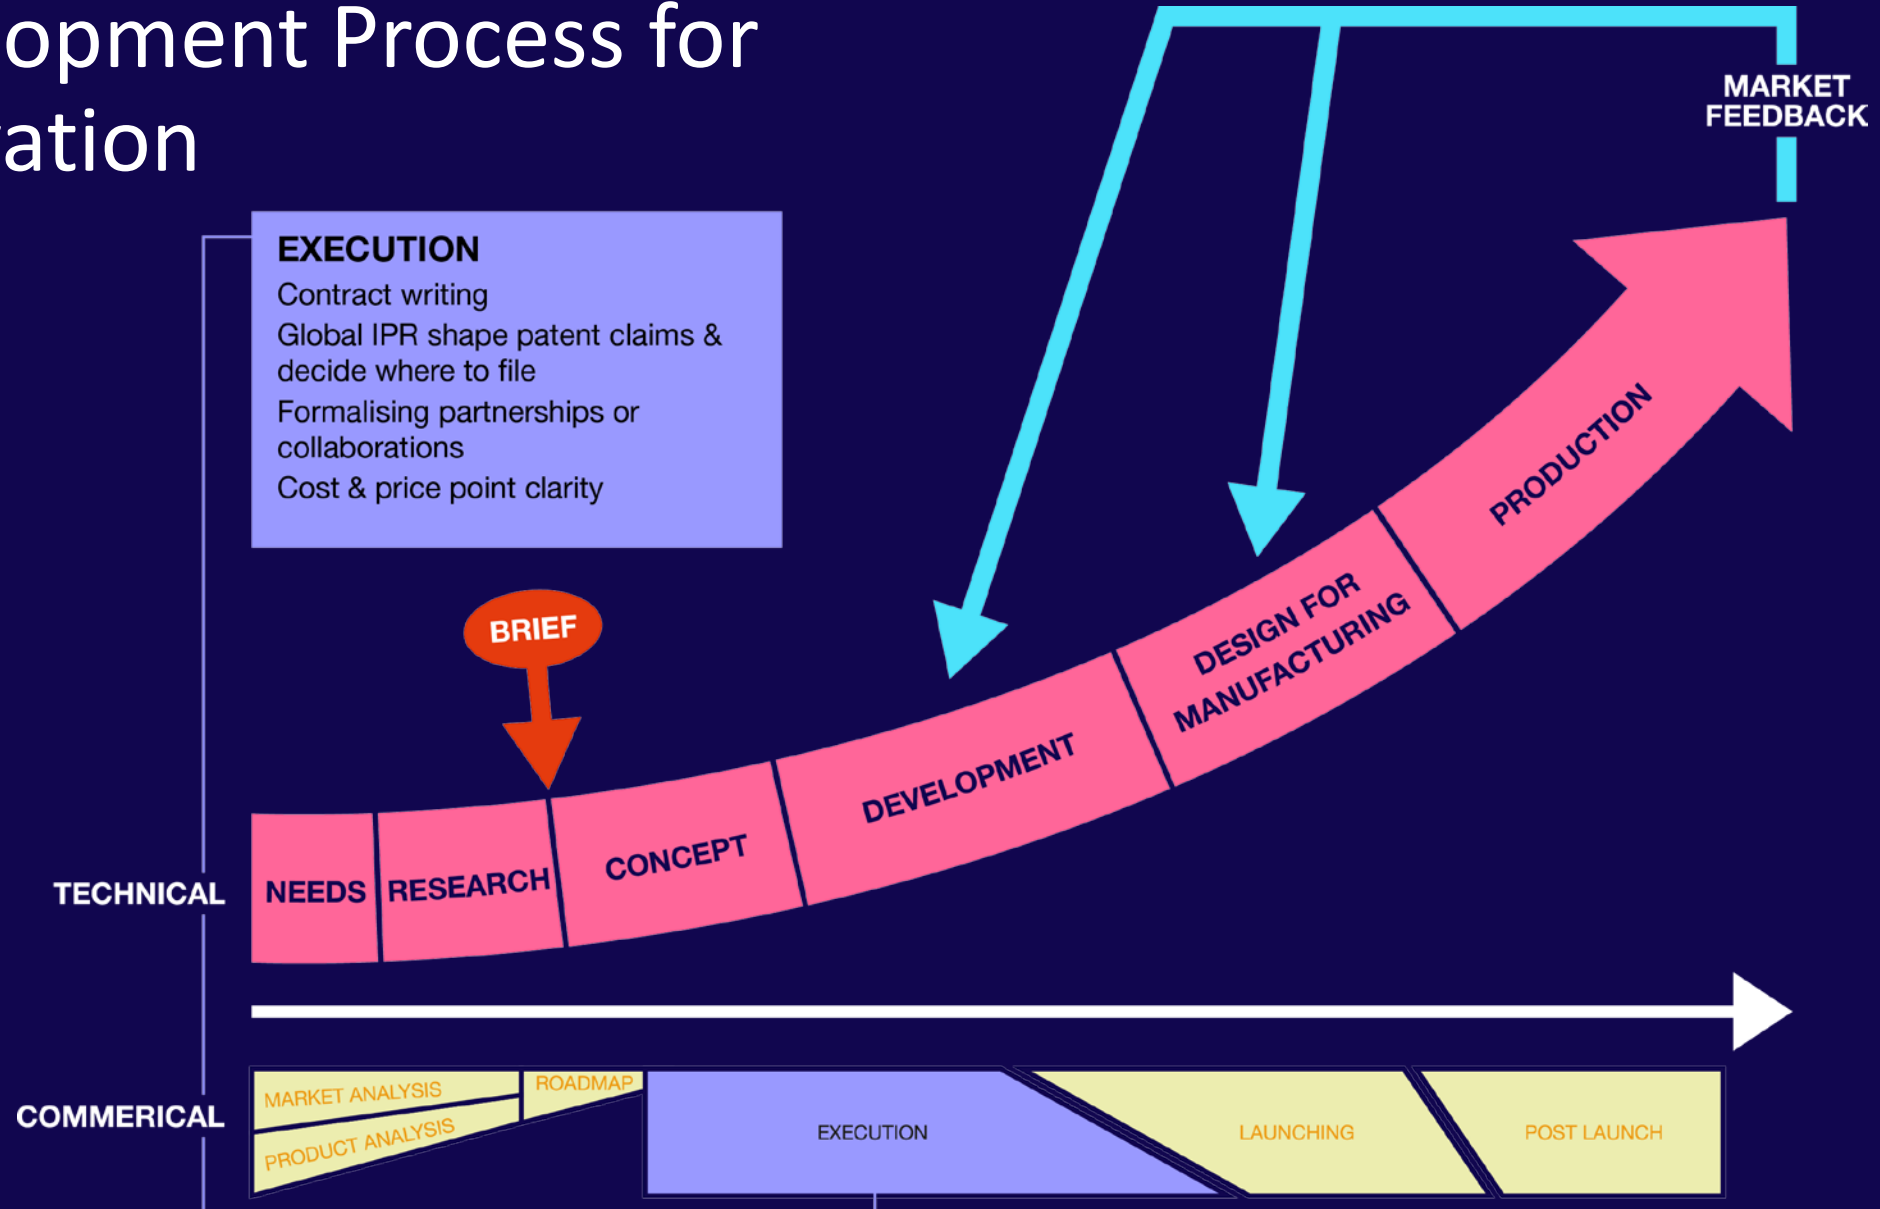 opment Process for
ation
MARKET
FEEDBACK
EXECUTION
Contract writing
Global IPR shape patent claims &
decide where to file
Formalising partnerships or
collaborations
Cost & price point clarity
BRIEF
PRODUCTION
DESIGN FOR
MANUFACTURING
DEVELOPMENT
CONCEPT
RESEARCH
NEEDS
TECHNICAL
COMMERICAL
MARKET ANALYSIS
PRODUCT ANALYSIS
ROADMAP
EXECUTION
LAUNCHING
POST LAUNCH